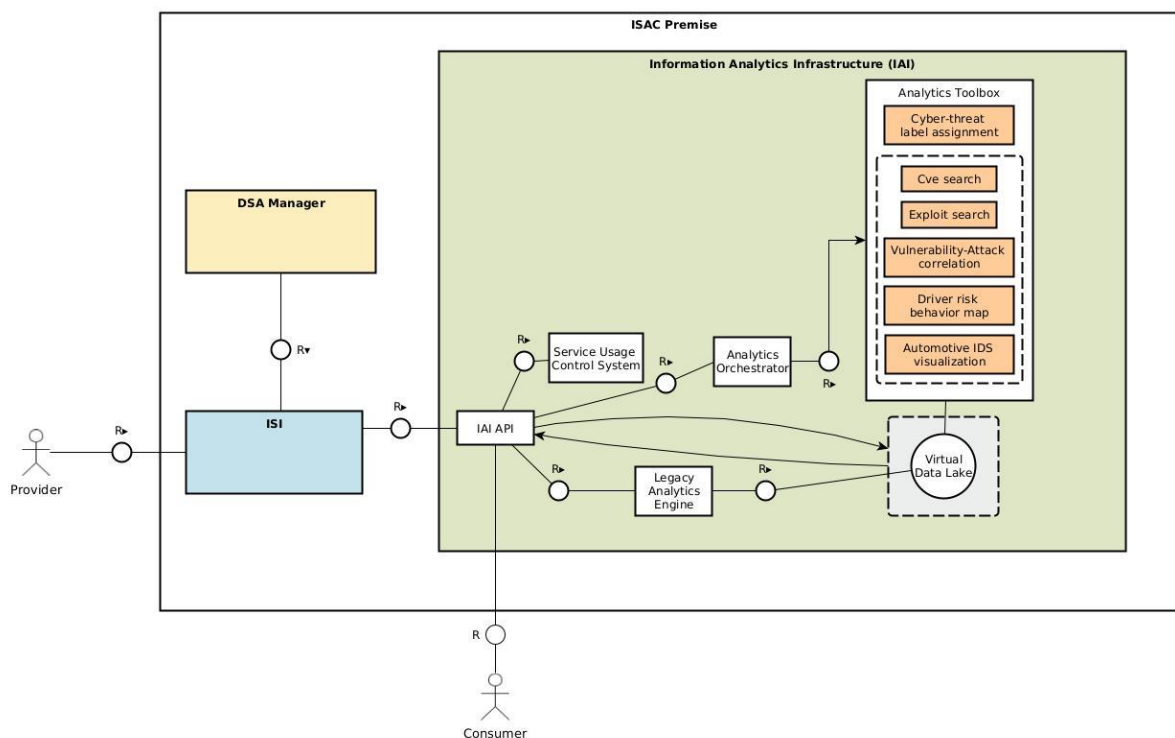 ISAC Premise
Information Analytics Infrastructure (IAI)
Analytics Toolbox
Cyber-threat
label assignment
Cve search
Exploit search
Vulnerability-Attack
correlation
Driver risk
behavior map
Automotive IDS
visualization
DSA Manager
R▾
R▸
Service Usage
Control System
R▸
Analytics
Orchestrator
R▸
ISI
R▸
IAI API
R▸
Provider
R▸
Legacy
Analytics
Engine
R▸
Virtual
Data Lake
R
Consumer